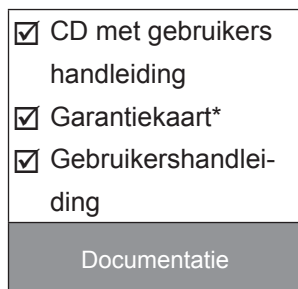 ☑ CD met gebruikers
handleiding
☑ Garantiekaart*
☑ Gebruikershandlei-
ding
Documentatie